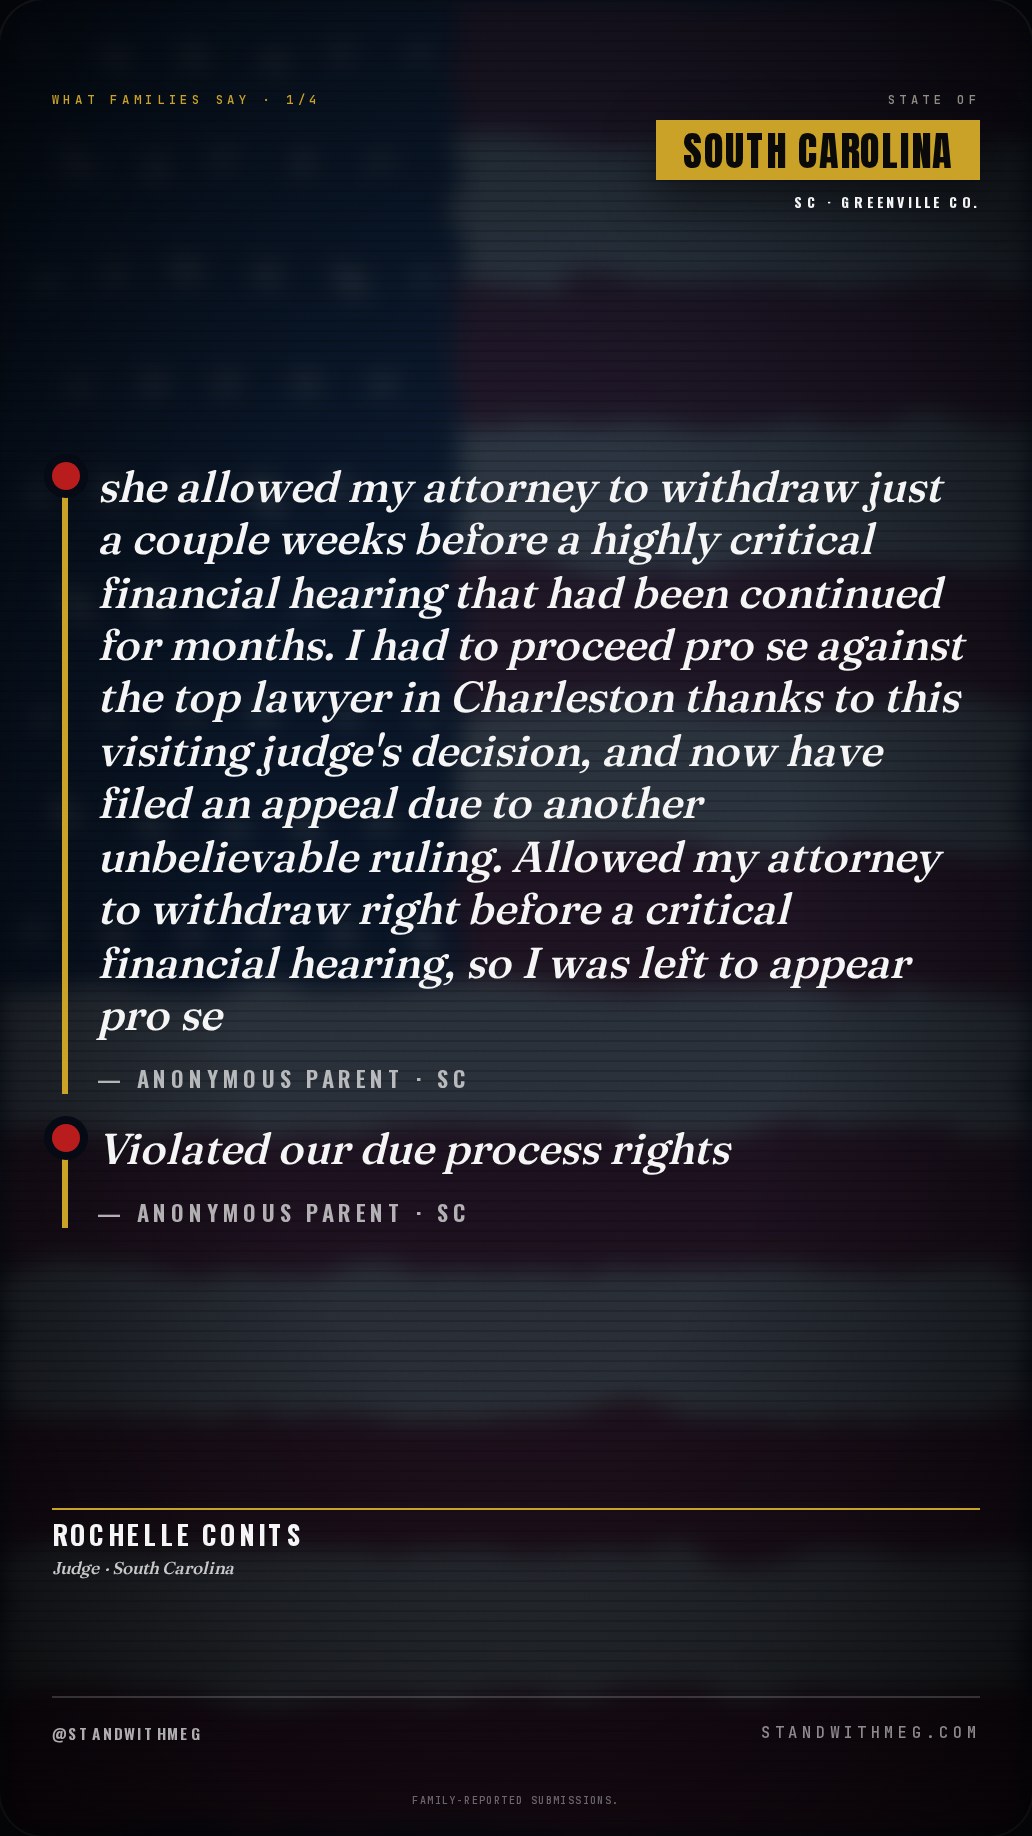 WHAT FAMILIES SAY · 1/4
STATE OF
SOUTH CAROLINA
SC · GREENVILLE CO.
she allowed my attorney to withdraw just
a couple weeks before a highly critical
financial hearing that had been continued
for months. I had to proceed pro se against
the top lawyer in Charleston thanks to this
visiting judge's decision, and now have
filed an appeal due to another
unbelievable ruling. Allowed my attorney
to withdraw right before a critical
financial hearing, so I was left to appear
pro se
— ANONYMOUS PARENT · SC
Violated our due process rights
— ANONYMOUS PARENT · SC
ROCHELLE CONITS
Judge · South Carolina
@STANDWITHMEG
STANDWITHMEG.COM
FAMILY-REPORTED SUBMISSIONS.